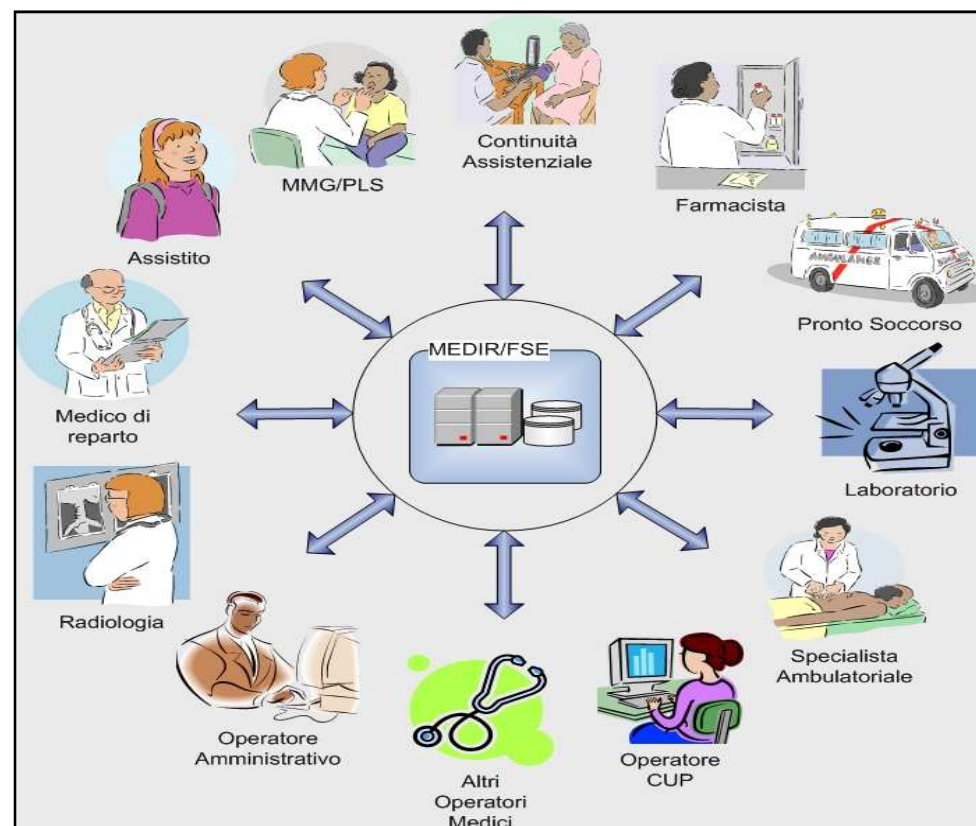 Continuità
Assistenziale
MMG/PLS
Farmacista
Assistito
AMBULANSE
Pronto Soccorso
MEDIR/FSE
Medico di
reparto
Laboratorio
Radiologia
Specialista
Ambulatoriale
Operatore
Amministrativo
Operatore
CUP
Altri
Operatori
Medici